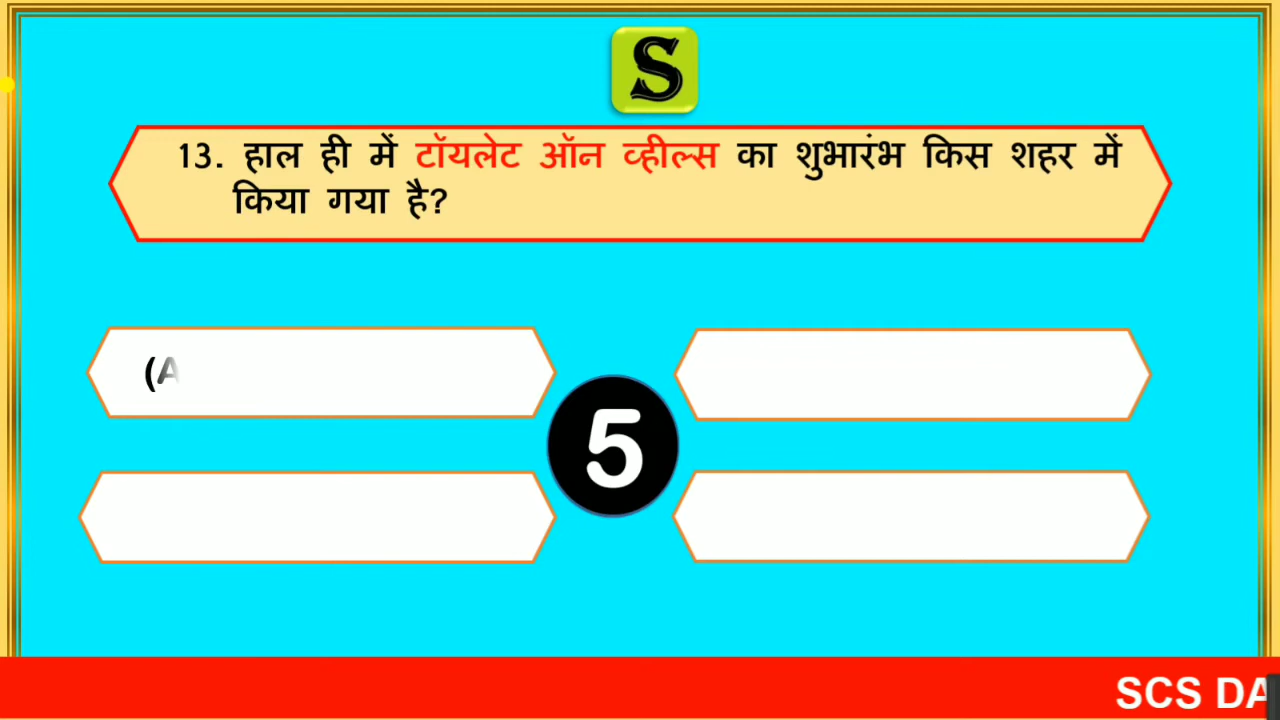 S
13. हाल ही में टॉयलेट ऑन व्हील्स का शुभारंभ किस शहर में
किया गया है?
(A
5
SCS DA